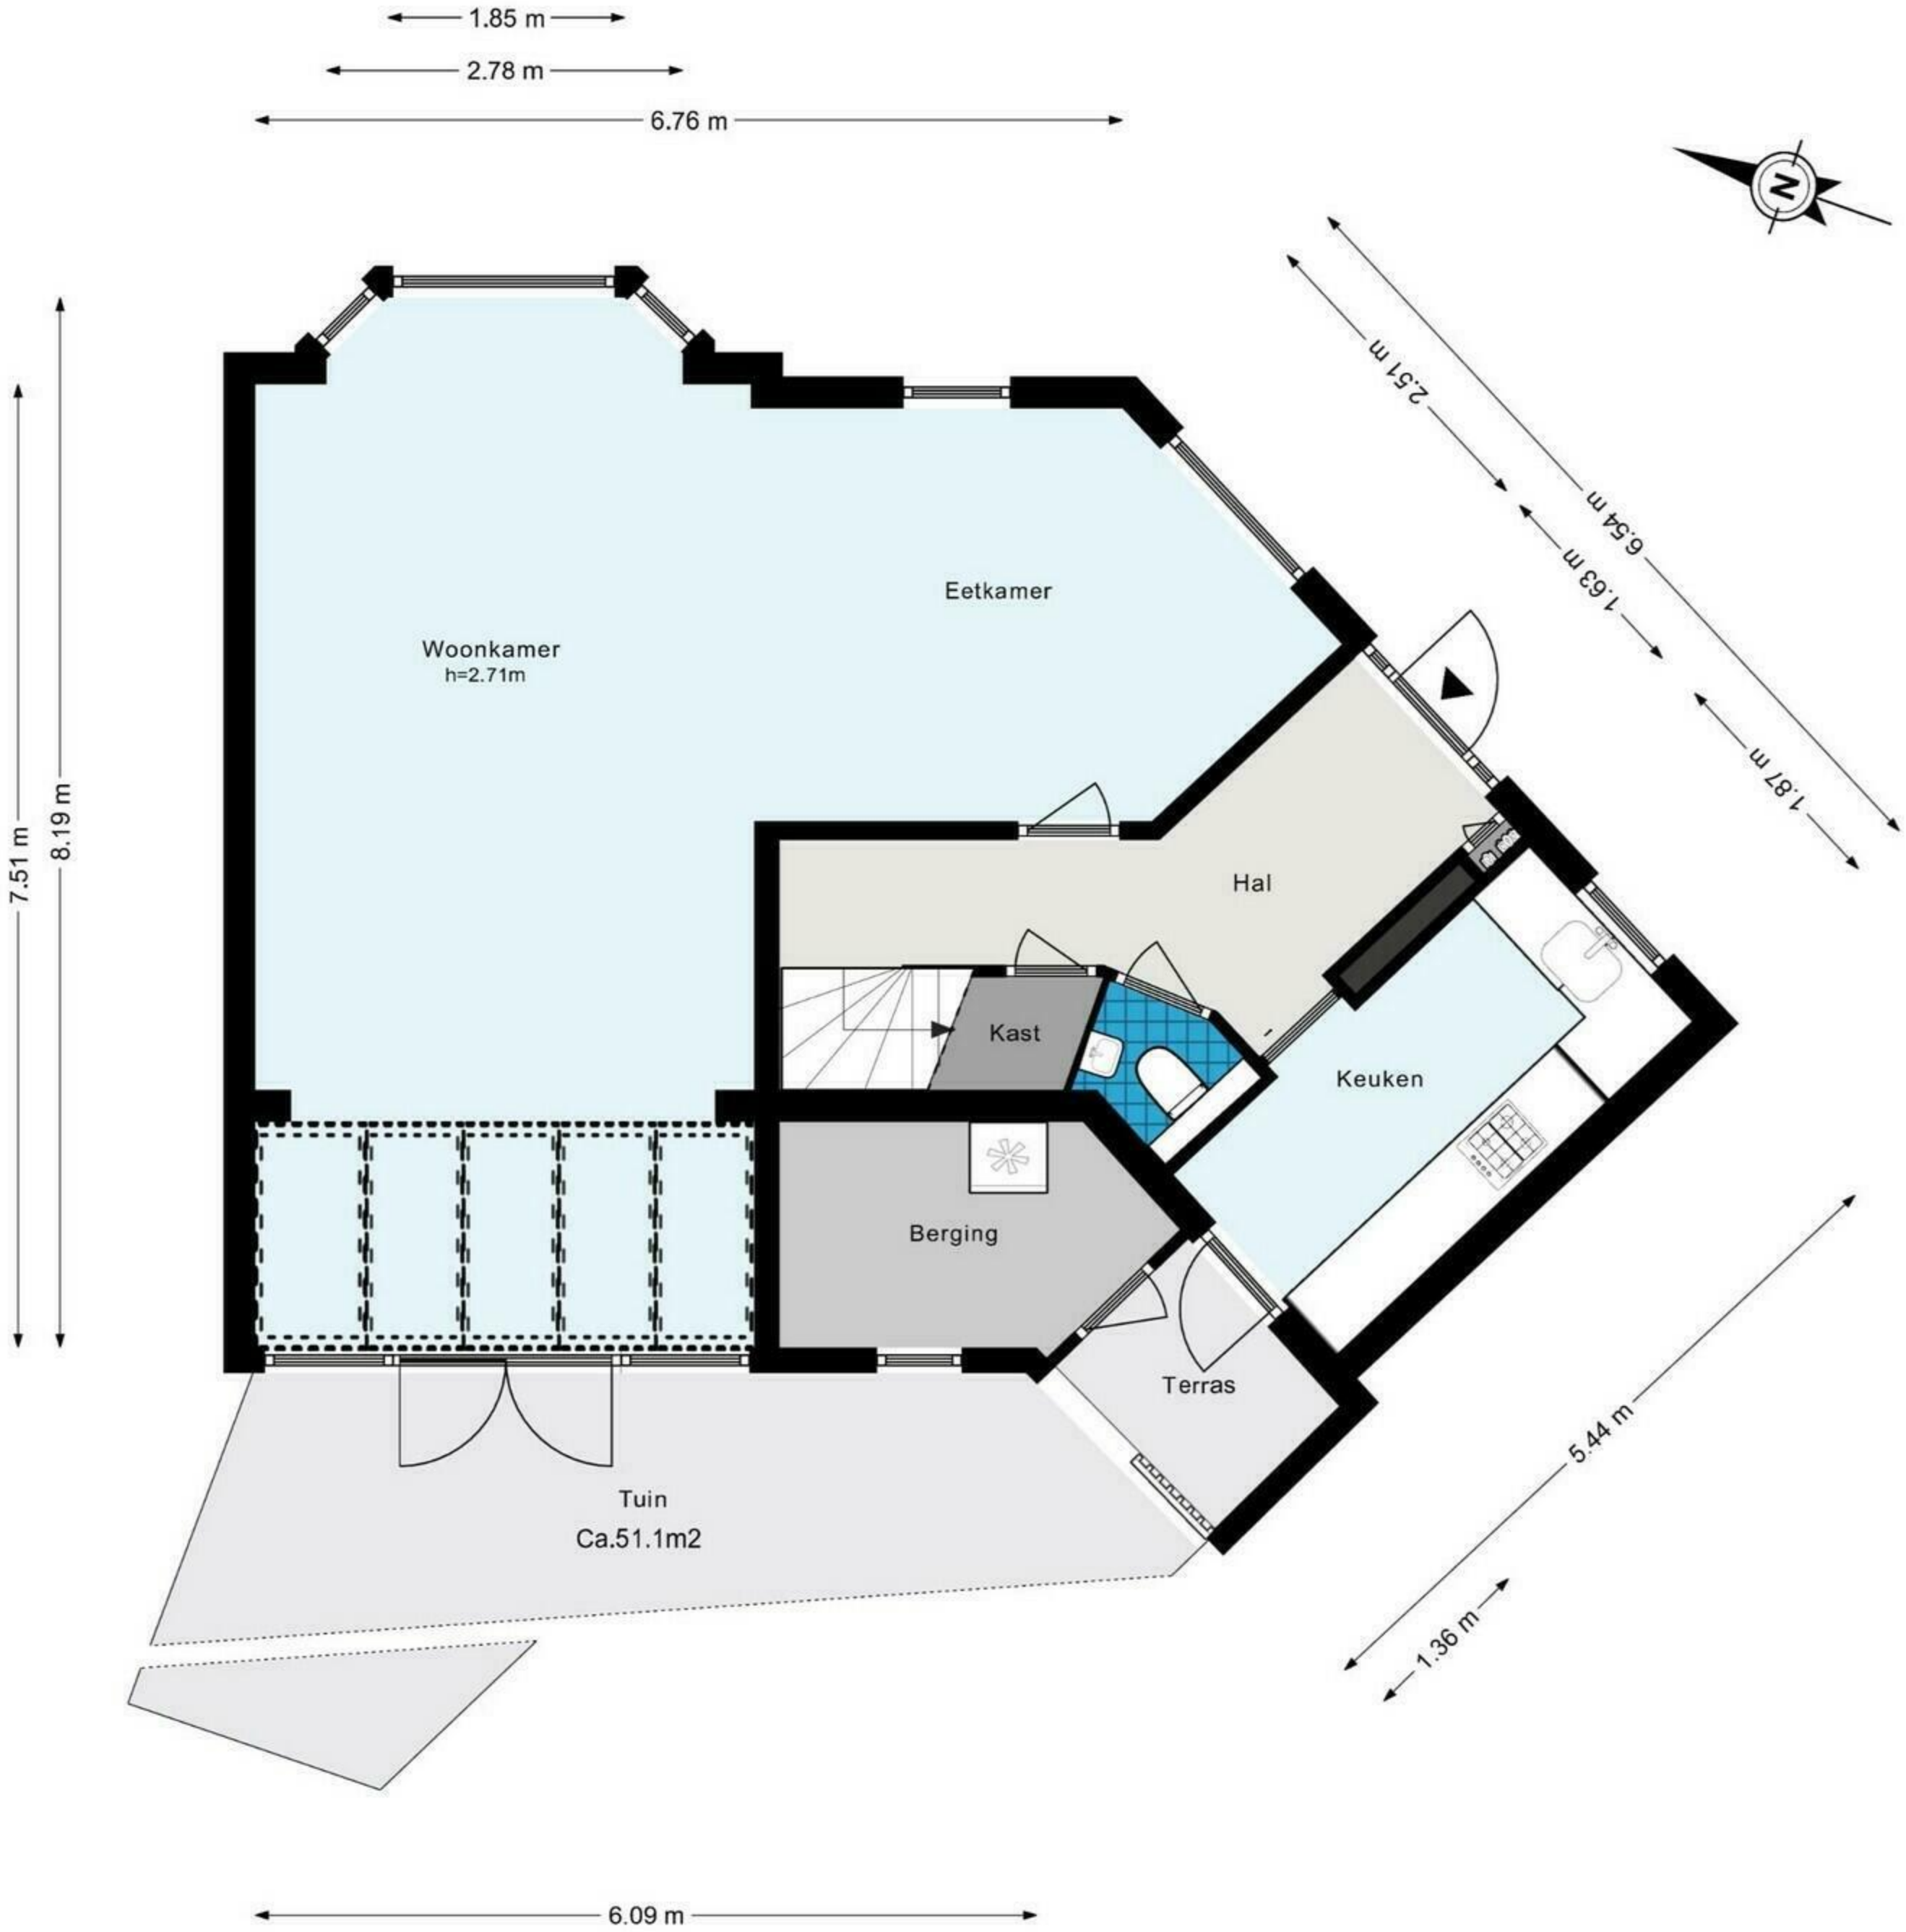 1.85 m
2.78 m
6.76 m
N
2.51 m
6.54 m
1.63 m
1.87 m
7.51 m
8.19 m
Eetkamer
Woonkamer
h=2.71m
Hal
Kast
Keuken
Berging
Terras
5.44 m
1.36 m
Tuin
Ca.51.1m2
6.09 m